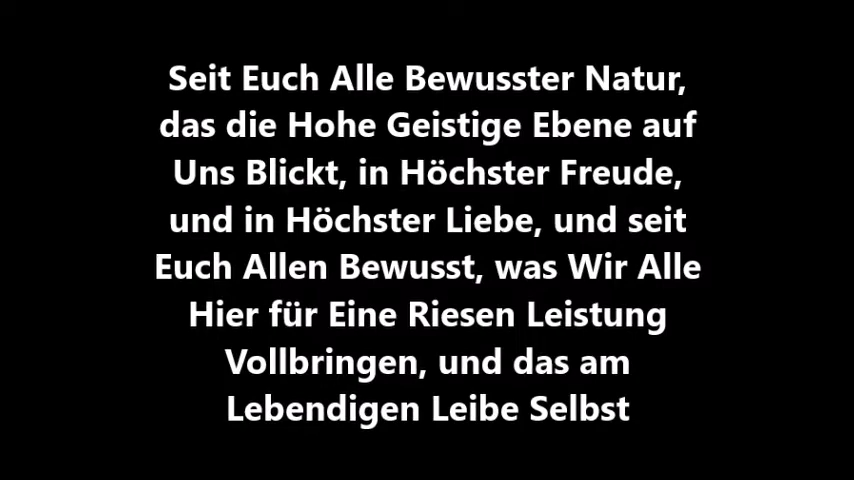 Seit Euch Alle Bewusster Natur,
das die Hohe Geistige Ebene auf
Uns Blickt, in Höchster Freude,
und in Höchster Liebe, und seit
Euch Allen Bewusst, was Wir Alle
Hier für Eine Riesen Leistung
Vollbringen, und das am
Lebendigen Leibe Selbst